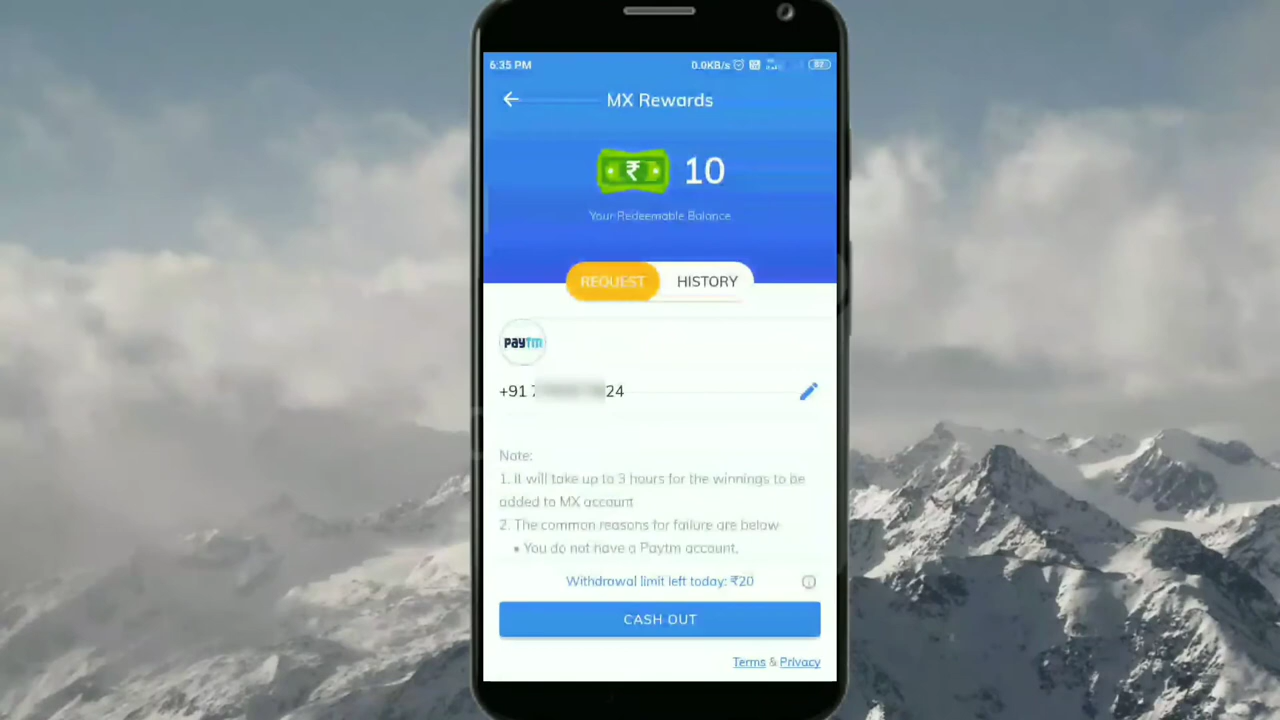 6:35 PM 0.0KB/s 82
MX Rewards
₹ 10
Your Redeemable Balance
REQUEST HISTORY
paytm
+91 24
Note:
1. It will take up to 3 hours for the winnings to be
added to MX account
2. The common reasons for failure are below
• You do not have a Paytm account.
Withdrawal limit left today: ₹20
CASH OUT
Terms & Privacy